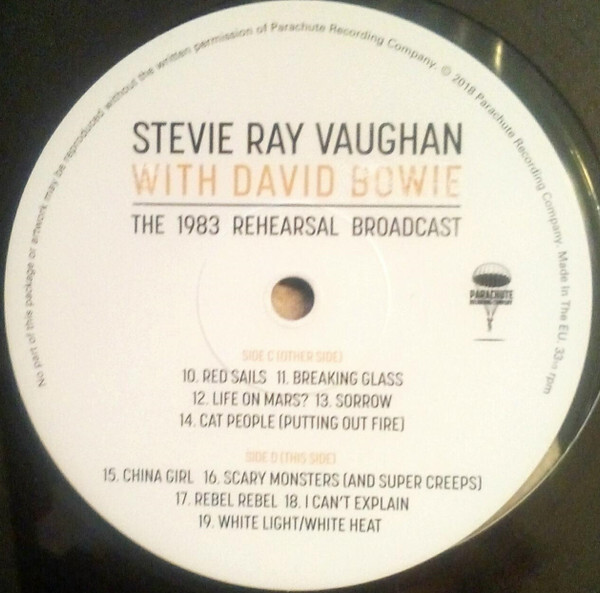 No part of this package or artwork may be reproduced without the written permission of Parachute Recording Company. © 2018 Parachute Recording Company. Made In The EU. 33⅓ rpm
STEVIE RAY VAUGHAN
WITH DAVID BOWIE
THE 1983 REHEARSAL BROADCAST
PARACHUTE
RECORDING COMPANY
SIDE C (OTHER SIDE)
10. RED SAILS 11. BREAKING GLASS
12. LIFE ON MARS? 13. SORROW
14. CAT PEOPLE (PUTTING OUT FIRE)
SIDE D (THIS SIDE)
15. CHINA GIRL 16. SCARY MONSTERS (AND SUPER CREEPS)
17. REBEL REBEL 18. I CAN'T EXPLAIN
19. WHITE LIGHT/WHITE HEAT